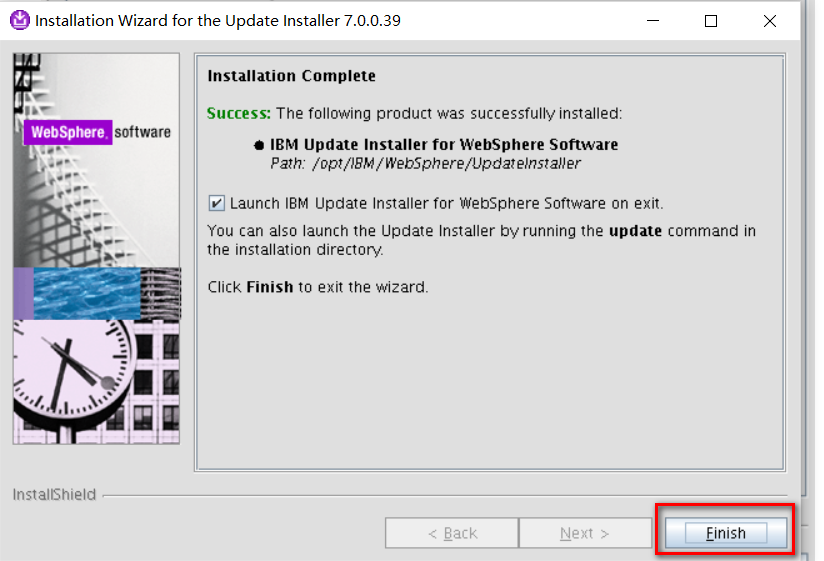 Installation Wizard for the Update Installer 7.0.0.39
WebSphere. software
Installation Complete
Success: The following product was successfully installed:
IBM Update Installer for WebSphere Software
Path: /opt/IBM/WebSphere/UpdateInstaller
Launch IBM Update Installer for WebSphere Software on exit.
You can also launch the Update Installer by running the update command in
the installation directory.
Click Finish to exit the wizard.
InstallShield
< Back
Next >
Finish